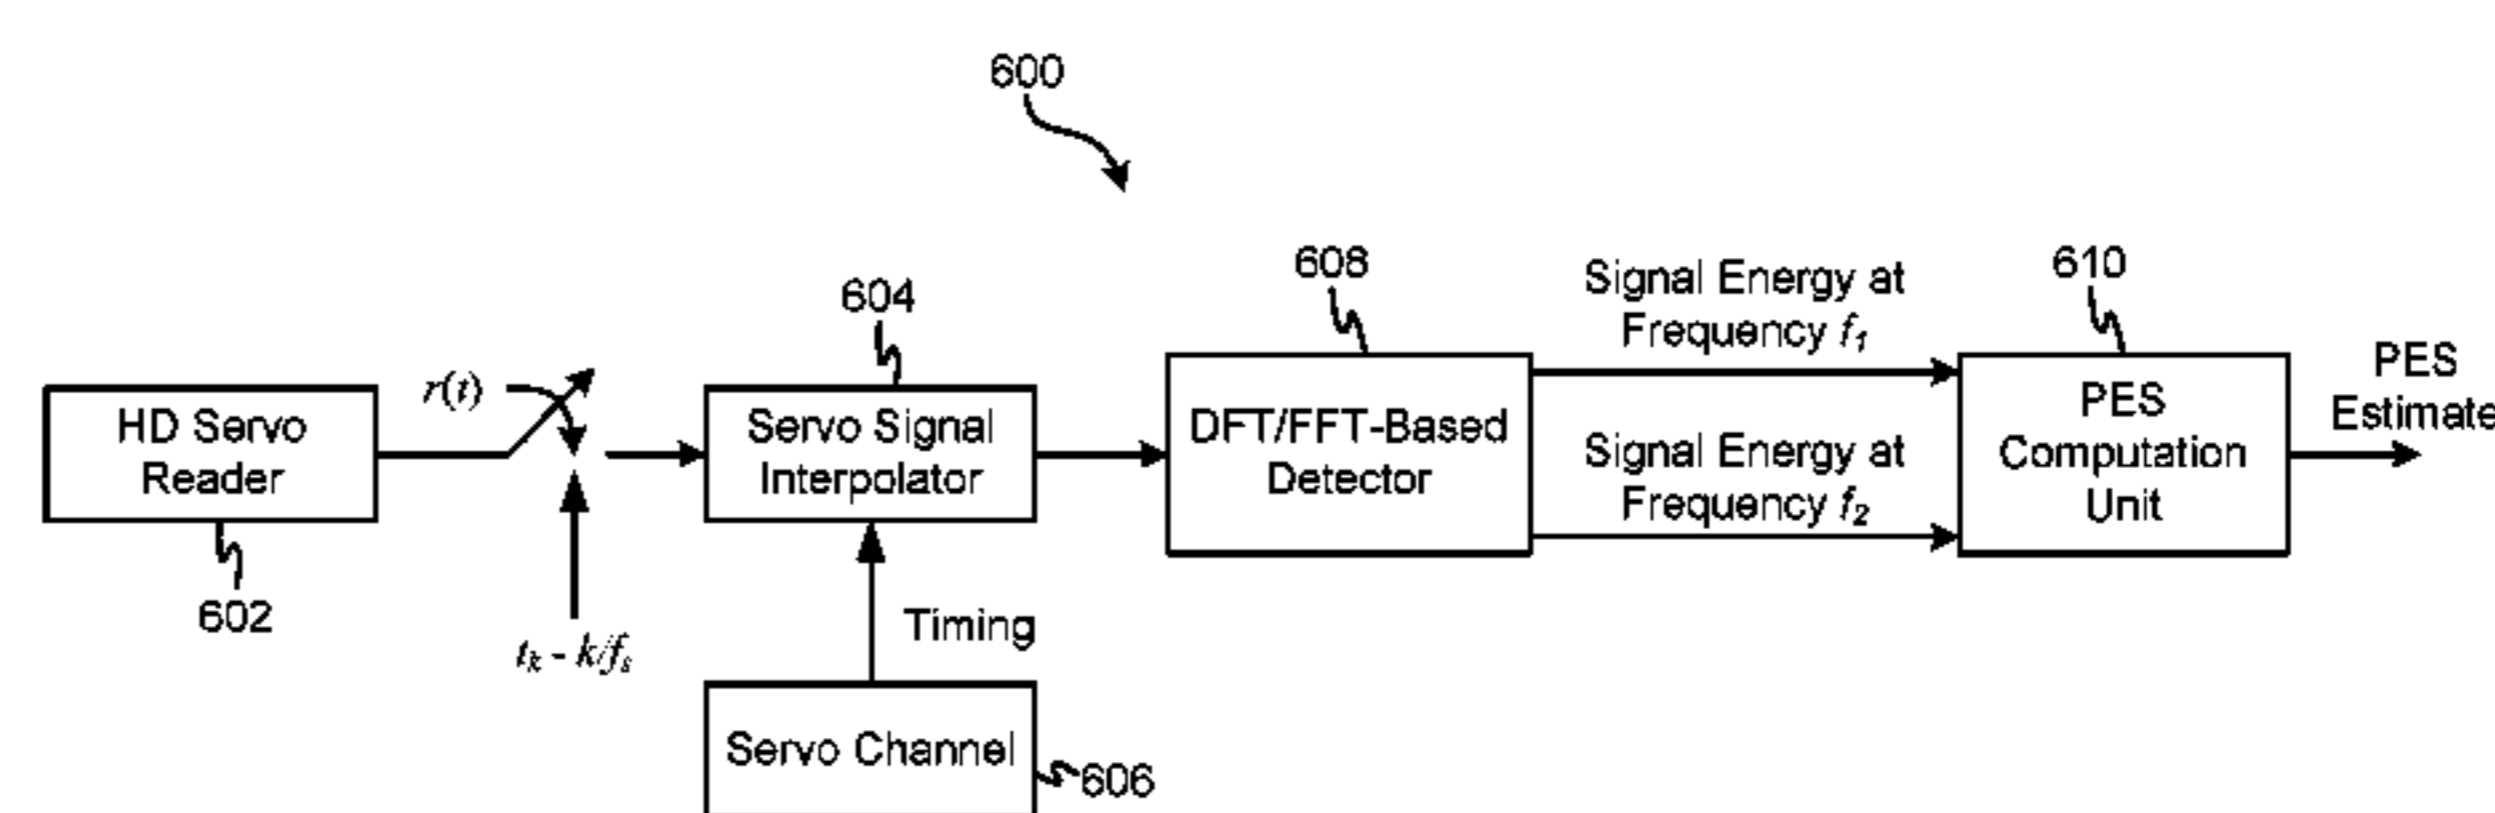 600
608
Signal Energy at
Frequency f1
610
604
PES
Estimate
r(t)
HD Servo
Reader
Servo Signal
Interpolator
DFT/FFT-Based
Detector
PES
Computation
Unit
Signal Energy at
Frequency f2
602
Timing
tk - k/fs
Servo Channel
606